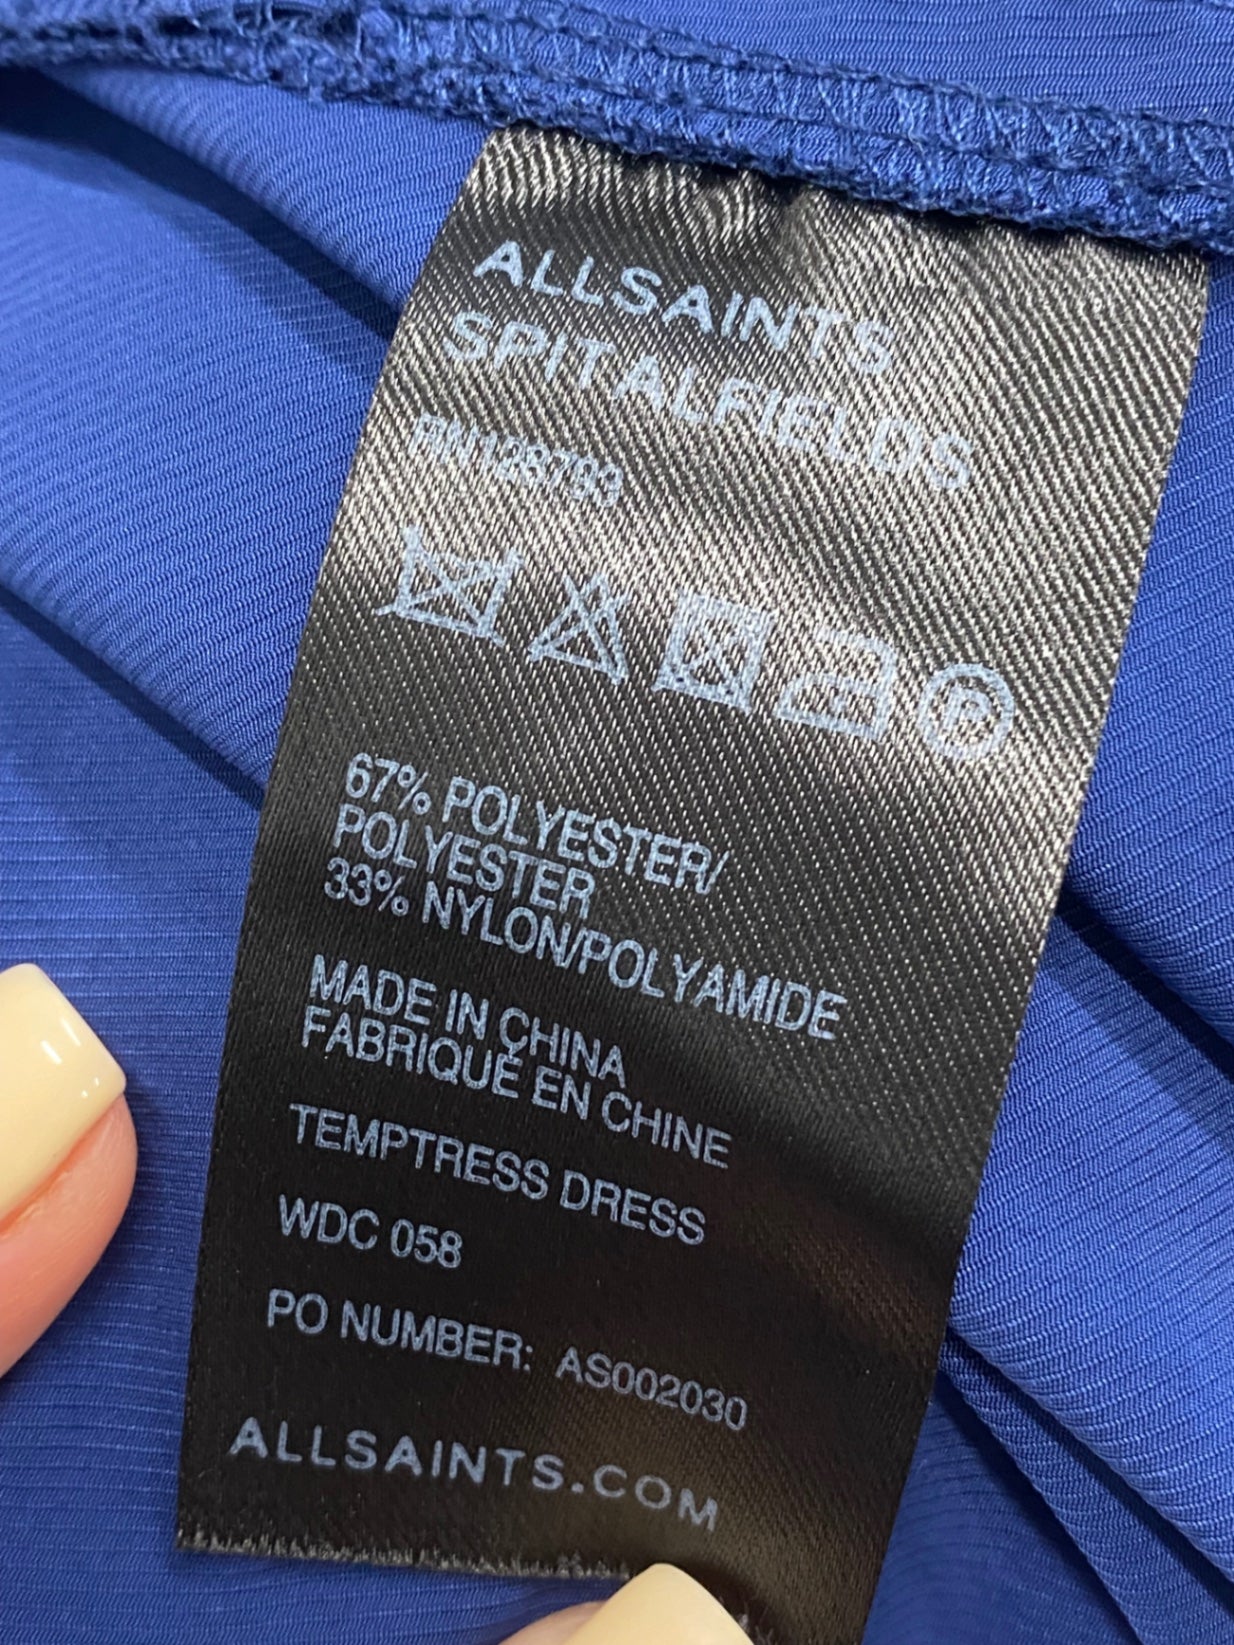 ALLSAINTS
SPITALFIELDS
RN128793
P
67% POLYESTER/
POLYESTER
33% NYLON/POLYAMIDE
MADE IN CHINA
FABRIQUÉ EN CHINE
TEMPTRESS DRESS
WDC 058
PO NUMBER: AS002030
ALLSAINTS.COM